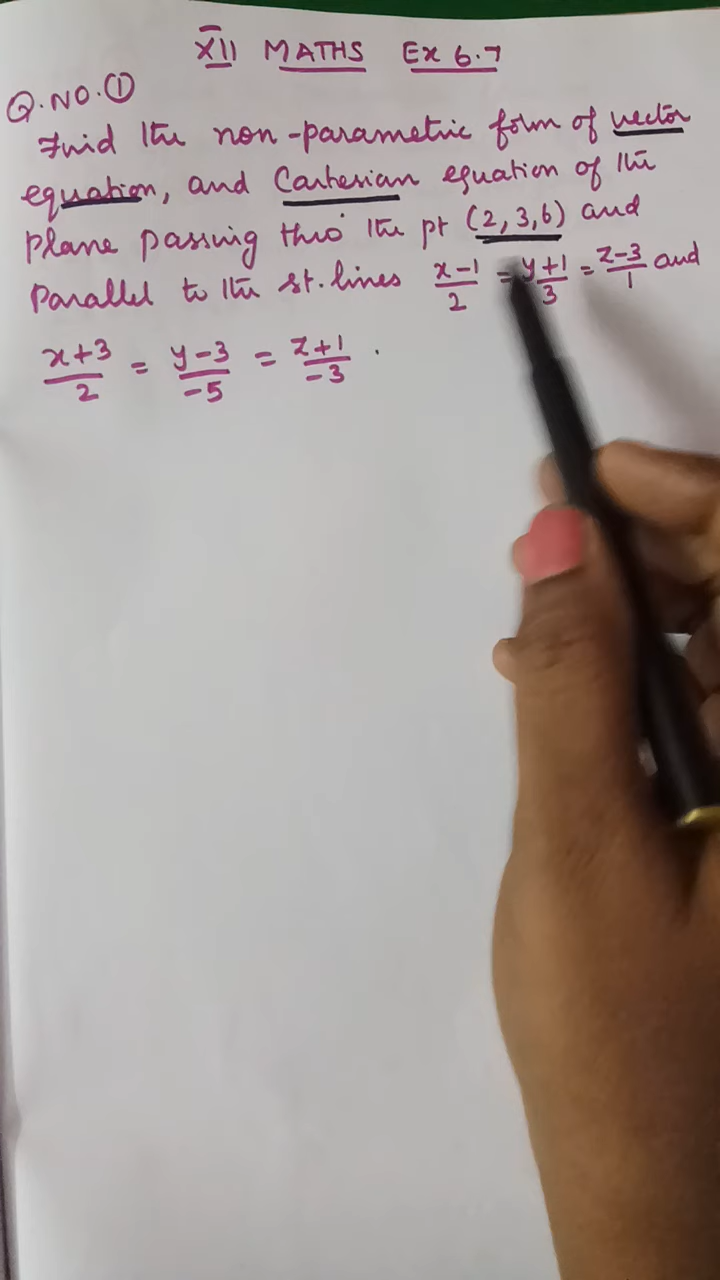 XII MATHS Ex 6.7
Q.NO.①
Find the non-parametric form of vector
equation, and Cartesian equation of the
plane passing thro' the pt (2,3,6) and
parallel to the st. lines x-1/2 = y+1/3 = z-3/1 and
x+3/2 = y-3/-5 = z+1/-3 .